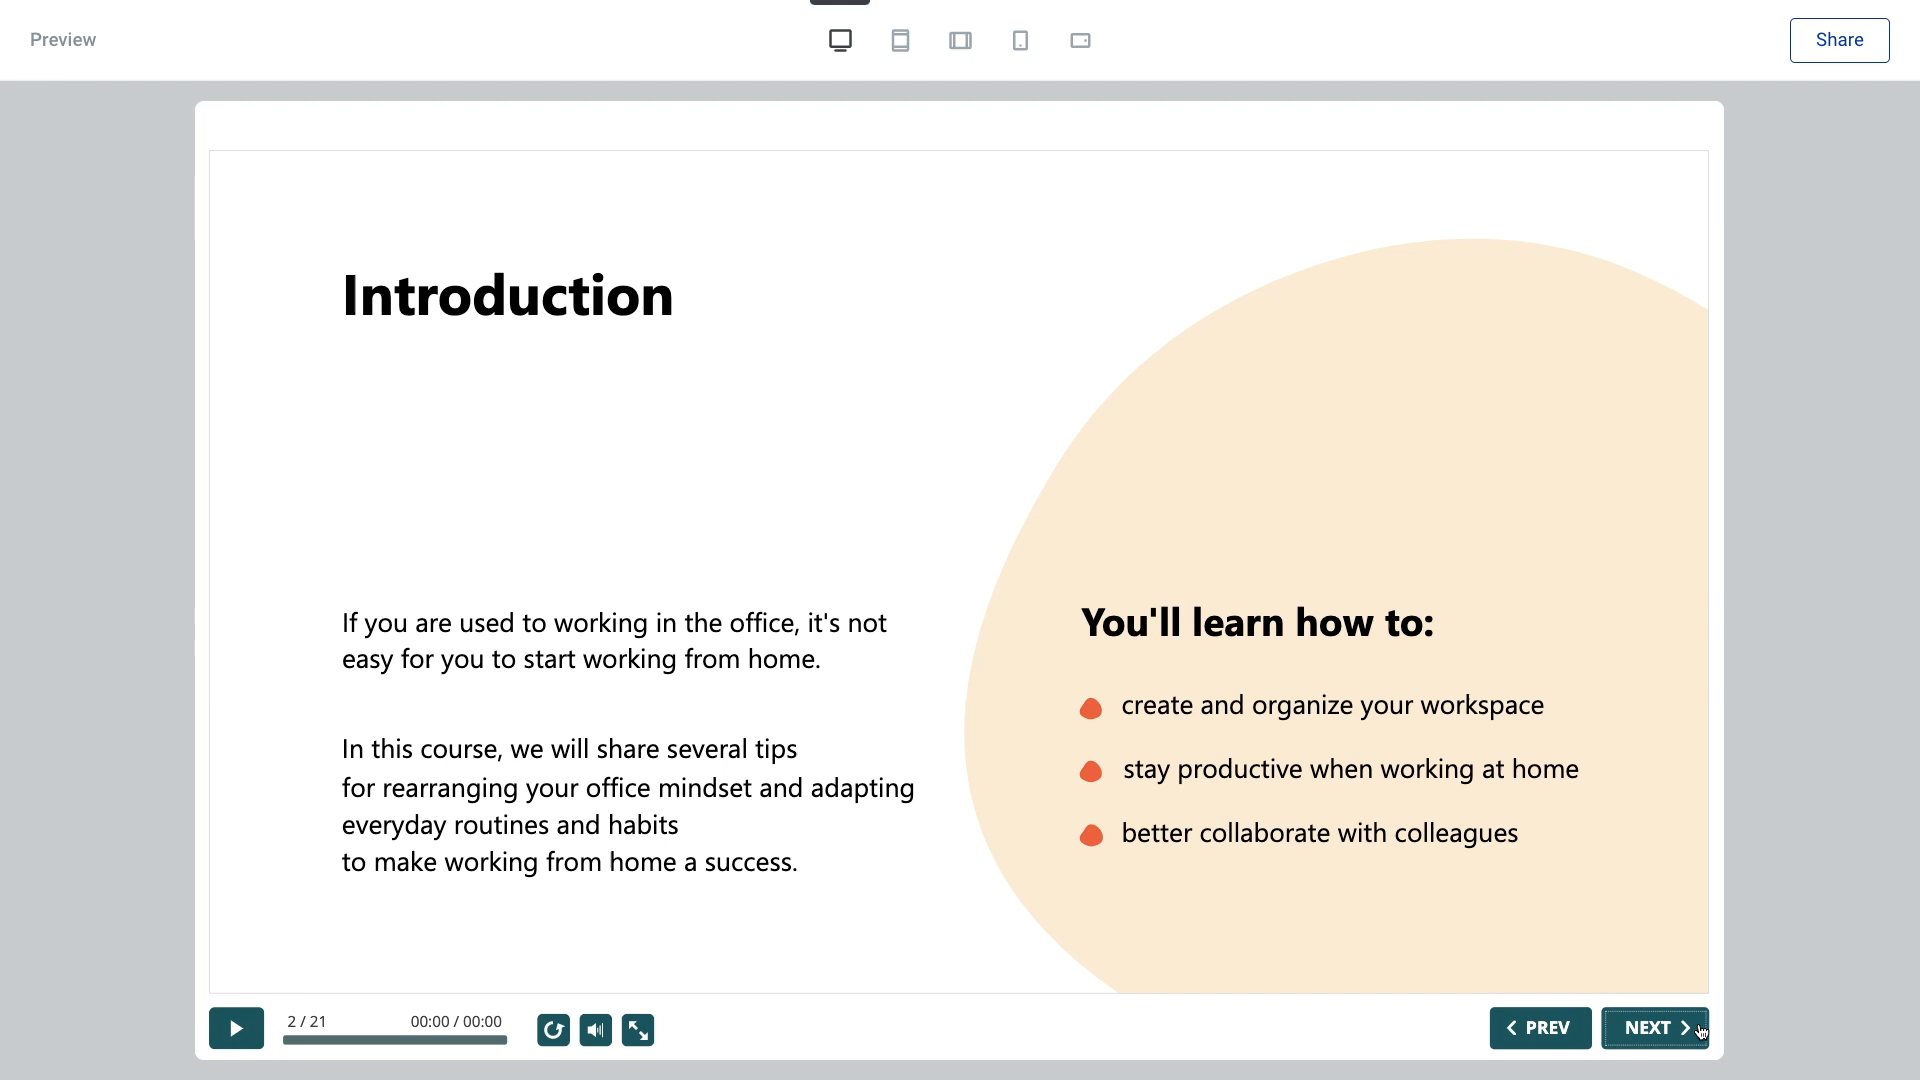 Preview
Share
Introduction
If you are used to working in the office, it's not
easy for you to start working from home.
In this course, we will share several tips
for rearranging your office mindset and adapting
everyday routines and habits
to make working from home a success.
You'll learn how to:
create and organize your workspace
stay productive when working at home
better collaborate with colleagues
2 / 21
00:00 / 00:00
PREV
NEXT